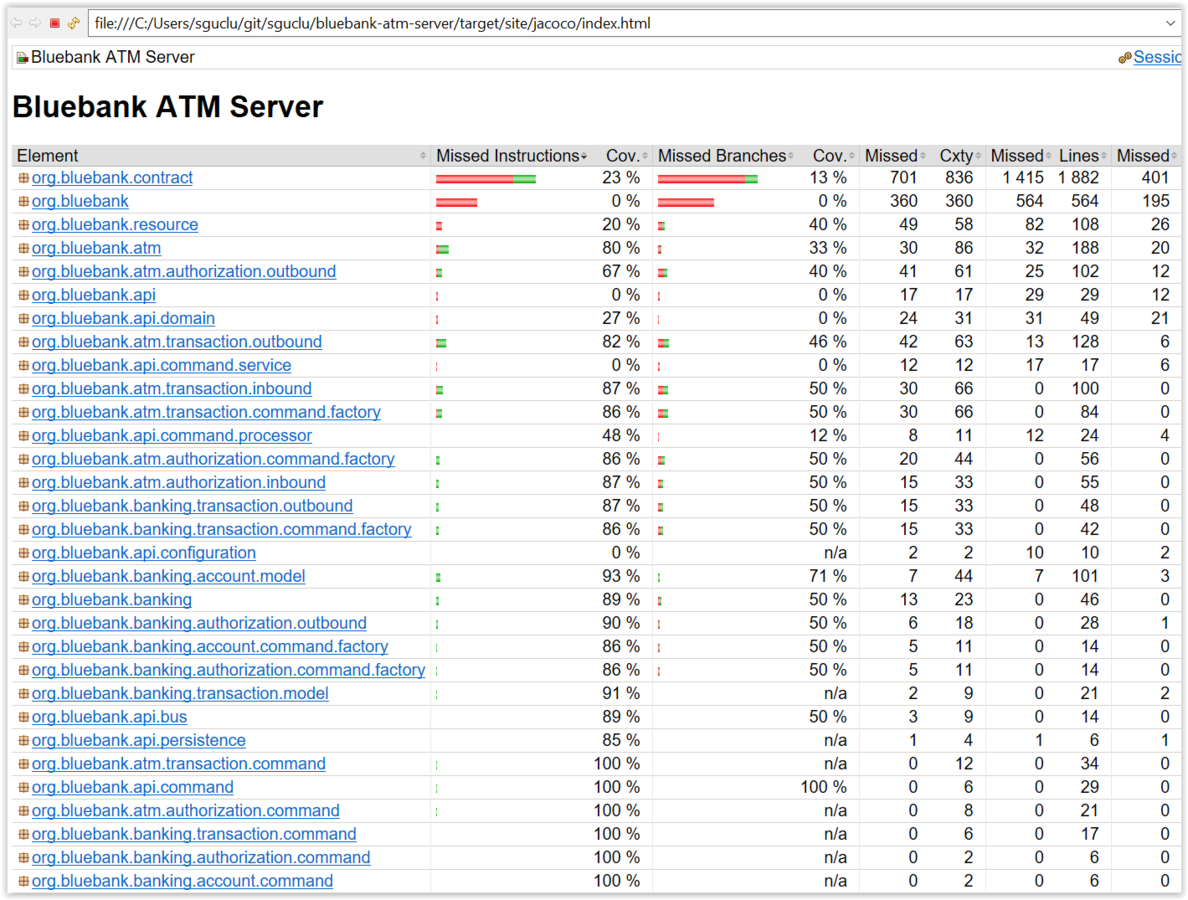 file:///C:/Users/sguclu/git/sguclu/bluebank-atm-server/target/site/jacoco/index.html
Bluebank ATM Server Sessio
Bluebank ATM Server
Element Missed Instructions Cov. Missed Branches Cov. Missed Cxty Missed Lines Missed
org.bluebank.contract 23 % 13 % 701 836 1 415 1 882 401
org.bluebank 0 % 0 % 360 360 564 564 195
org.bluebank.resource 20 % 40 % 49 58 82 108 26
org.bluebank.atm 80 % 33 % 30 86 32 188 20
org.bluebank.atm.authorization.outbound 67 % 40 % 41 61 25 102 12
org.bluebank.api 0 % 0 % 17 17 29 29 12
org.bluebank.api.domain 27 % 0 % 24 31 31 49 21
org.bluebank.atm.transaction.outbound 82 % 46 % 42 63 13 128 6
org.bluebank.api.command.service 0 % 0 % 12 12 17 17 6
org.bluebank.atm.transaction.inbound 87 % 50 % 30 66 0 100 0
org.bluebank.atm.transaction.command.factory 86 % 50 % 30 66 0 84 0
org.bluebank.api.command.processor 48 % 12 % 8 11 12 24 4
org.bluebank.atm.authorization.command.factory 86 % 50 % 20 44 0 56 0
org.bluebank.atm.authorization.inbound 87 % 50 % 15 33 0 55 0
org.bluebank.banking.transaction.outbound 87 % 50 % 15 33 0 48 0
org.bluebank.banking.transaction.command.factory 86 % 50 % 15 33 0 42 0
org.bluebank.api.configuration 0 % n/a 2 2 10 10 2
org.bluebank.banking.account.model 93 % 71 % 7 44 7 101 3
org.bluebank.banking 89 % 50 % 13 23 0 46 0
org.bluebank.banking.authorization.outbound 90 % 50 % 6 18 0 28 1
org.bluebank.banking.account.command.factory 86 % 50 % 5 11 0 14 0
org.bluebank.banking.authorization.command.factory 86 % 50 % 5 11 0 14 0
org.bluebank.banking.transaction.model 91 % n/a 2 9 0 21 2
org.bluebank.api.bus 89 % 50 % 3 9 0 14 0
org.bluebank.api.persistence 85 % n/a 1 4 1 6 1
org.bluebank.atm.transaction.command 100 % n/a 0 12 0 34 0
org.bluebank.api.command 100 % 100 % 0 6 0 29 0
org.bluebank.atm.authorization.command 100 % n/a 0 8 0 21 0
org.bluebank.banking.transaction.command 100 % n/a 0 6 0 17 0
org.bluebank.banking.authorization.command 100 % n/a 0 2 0 6 0
org.bluebank.banking.account.command 100 % n/a 0 2 0 6 0